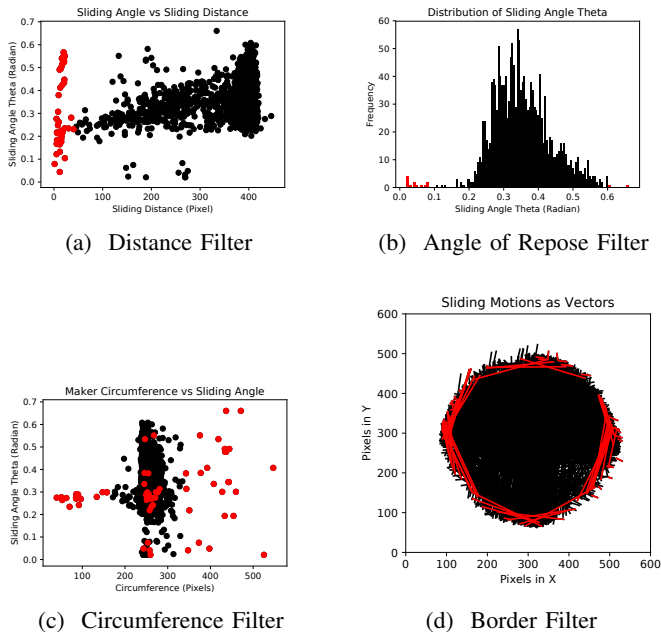 Sliding Angle vs Sliding Distance
Sliding Angle Theta (Radian)
0.7
0.6
0.5
0.4
0.3
0.2
0.1
0.0
0 100 200 300 400
Sliding Distance (Pixel)
(a) Distance Filter
Distribution of Sliding Angle Theta
Frequency
60
50
40
30
20
10
0
0.0 0.1 0.2 0.3 0.4 0.5 0.6
Sliding Angle Theta (Radian)
(b) Angle of Repose Filter
Maker Circumference vs Sliding Angle
Sliding Angle Theta (Radian)
0.7
0.6
0.5
0.4
0.3
0.2
0.1
0.0
100 200 300 400 500
Circumference (Pixels)
(c) Circumference Filter
Sliding Motions as Vectors
Pixels in Y
600
500
400
300
200
100
0
0 100 200 300 400 500 600
Pixels in X
(d) Border Filter